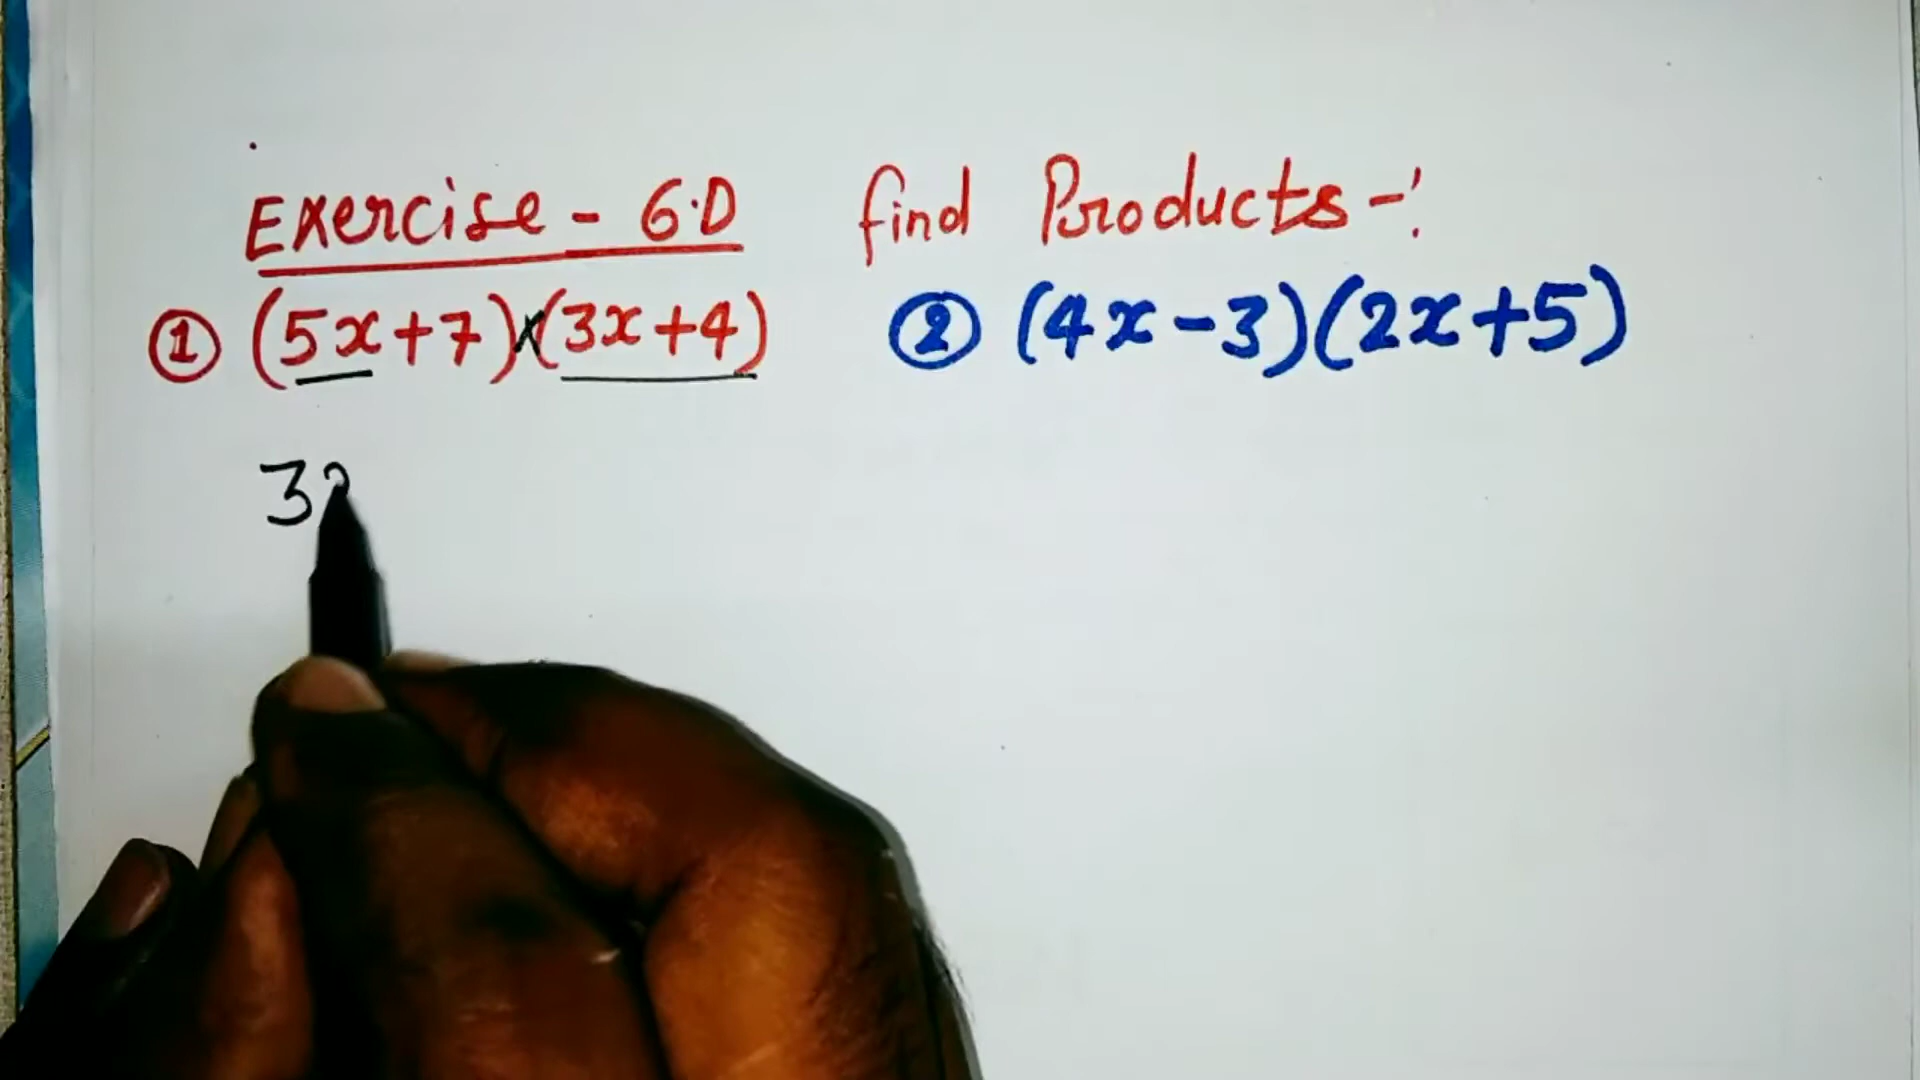 Exercise - 6.D find Products -:
① (5x+7)x(3x+4) ② (4x-3)(2x+5)
3